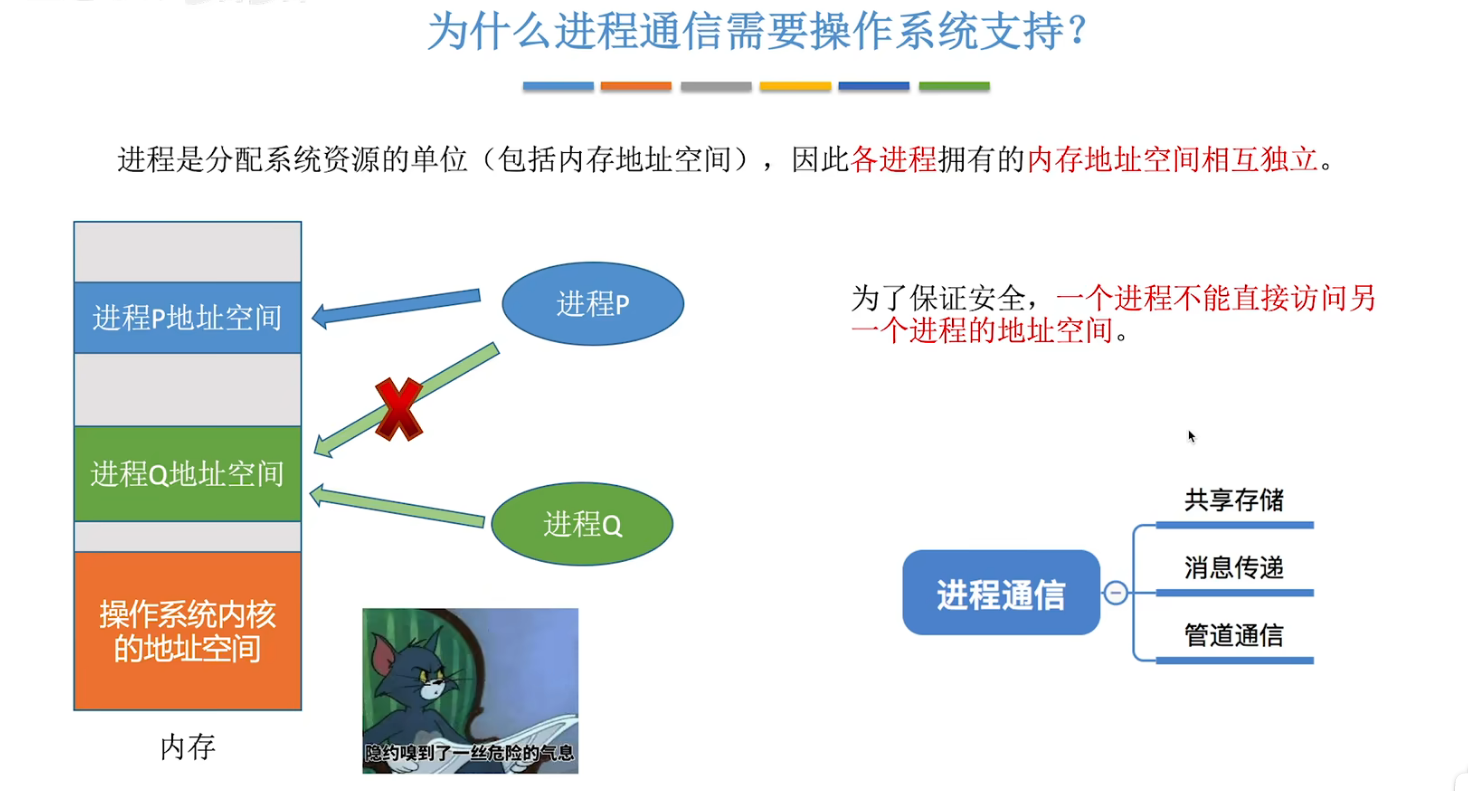 为什么进程通信需要操作系统支持？
进程是分配系统资源的单位（包括内存地址空间），因此各进程拥有的内存地址空间相互独立。
进程P地址空间
进程Q地址空间
操作系统内核
的地址空间
内存
进程P
进程Q
隐约嗅到了一丝危险的气息
为了保证安全，一个进程不能直接访问另
一个进程的地址空间。
进程通信
共享存储
消息传递
管道通信